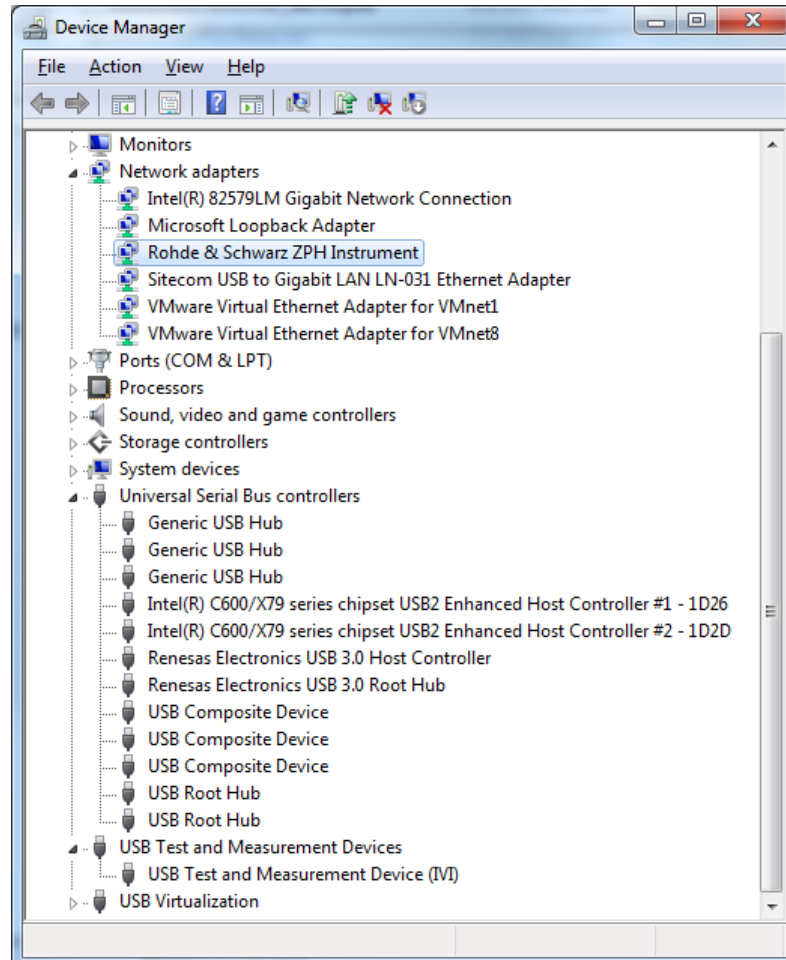 Device Manager
File Action View Help
Monitors
Network adapters
Intel(R) 82579LM Gigabit Network Connection
Microsoft Loopback Adapter
Rohde & Schwarz ZPH Instrument
Sitecom USB to Gigabit LAN LN-031 Ethernet Adapter
VMware Virtual Ethernet Adapter for VMnet1
VMware Virtual Ethernet Adapter for VMnet8
Ports (COM & LPT)
Processors
Sound, video and game controllers
Storage controllers
System devices
Universal Serial Bus controllers
Generic USB Hub
Generic USB Hub
Generic USB Hub
Intel(R) C600/X79 series chipset USB2 Enhanced Host Controller #1 - 1D26
Intel(R) C600/X79 series chipset USB2 Enhanced Host Controller #2 - 1D2D
Renesas Electronics USB 3.0 Host Controller
Renesas Electronics USB 3.0 Root Hub
USB Composite Device
USB Composite Device
USB Composite Device
USB Root Hub
USB Root Hub
USB Test and Measurement Devices
USB Test and Measurement Device (IVI)
USB Virtualization